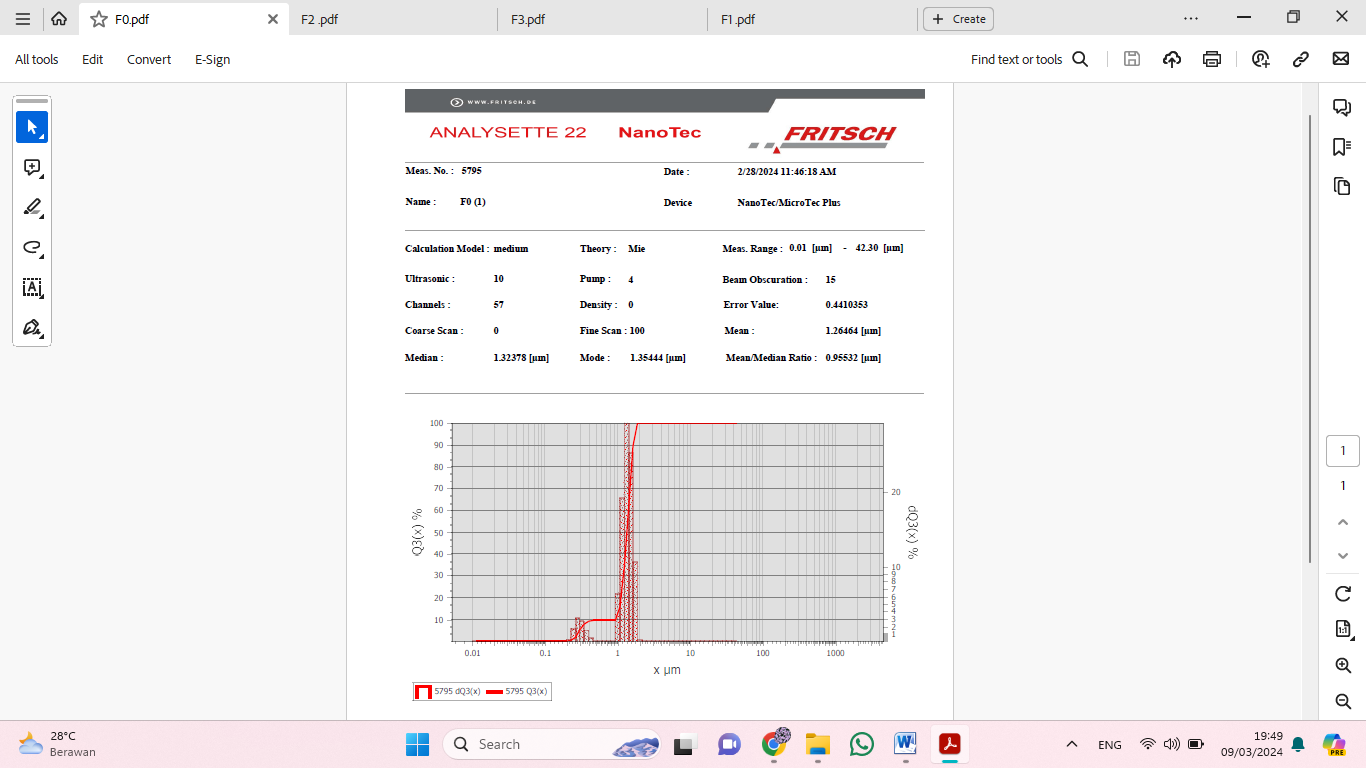 F0.pdf
F2 .pdf
F3.pdf
F1 .pdf
+ Create
All tools
Edit
Convert
E-Sign
Find text or tools
WWW.FRITSCH.DE
ANALYSETTE 22 NanoTec
FRITSCH
Meas. No. : 5795
Date : 2/28/2024 11:46:18 AM
Name : F0 (1)
Device NanoTec/MicroTec Plus
Calculation Model : medium
Theory : Mie
Meas. Range : 0.01 [µm] - 42.30 [µm]
Ultrasonic : 10
Pump : 4
Beam Obscuration : 15
Channels : 57
Density : 0
Error Value: 0.4410353
Coarse Scan : 0
Fine Scan : 100
Mean : 1.26464 [µm]
Median : 1.32378 [µm]
Mode : 1.35444 [µm]
Mean/Median Ratio : 0.95532 [µm]
100
90
80
70
60
50
40
30
20
10
Q3(x) %
20
10
9
8
7
6
5
4
3
2
1
dQ3(x) %
0.01
0.1
1
10
100
1000
x µm
5795 dQ3(x)
5795 Q3(x)
1
1
1:1
28°C
Berawan
Search
ENG
19:49
09/03/2024
PRE